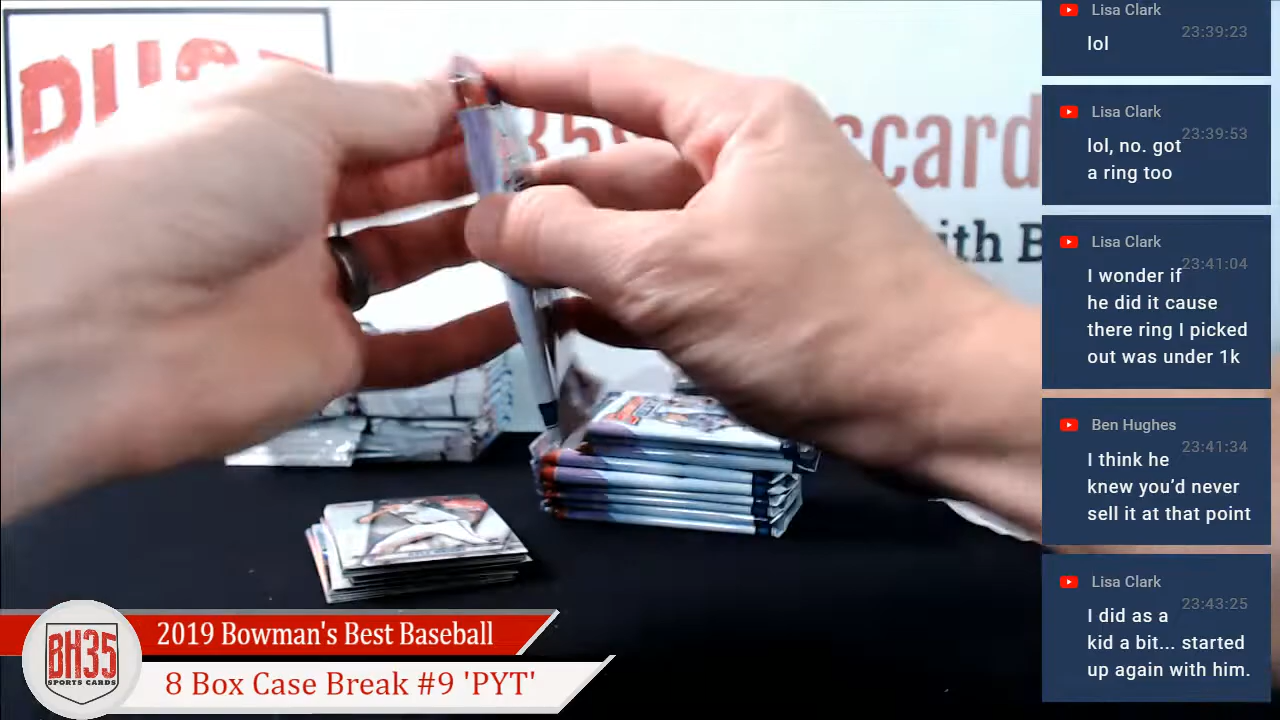 Lisa Clark
23:39:23
lol
Lisa Clark
23:39:53
lol, no. got
a ring too
Lisa Clark
23:41:04
I wonder if
he did it cause
there ring I picked
out was under 1k
Ben Hughes
23:41:34
I think he
knew you'd never
sell it at that point
Lisa Clark
23:43:25
I did as a
kid a bit... started
up again with him.
BH35
SPORTS CARDS
2019 Bowman's Best Baseball
8 Box Case Break #9 'PYT'